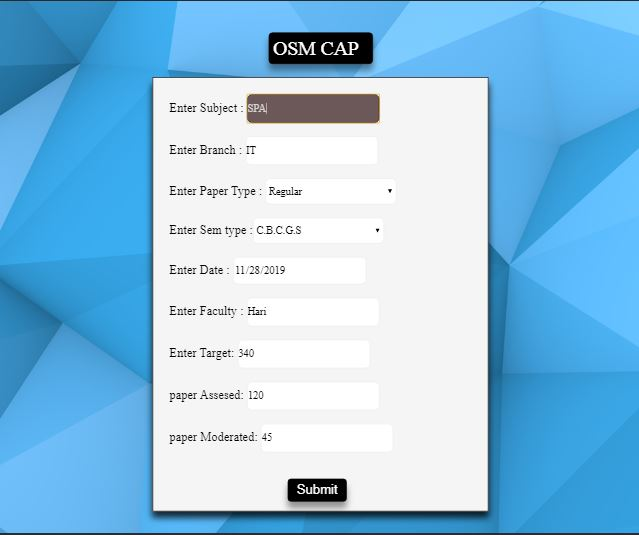 OSM CAP
Enter Subject : SPA
Enter Branch : IT
Enter Paper Type : Regular
Enter Sem type : C.B.C.G.S
Enter Date : 11/28/2019
Enter Faculty : Hari
Enter Target: 340
paper Assesed: 120
paper Moderated: 45
Submit